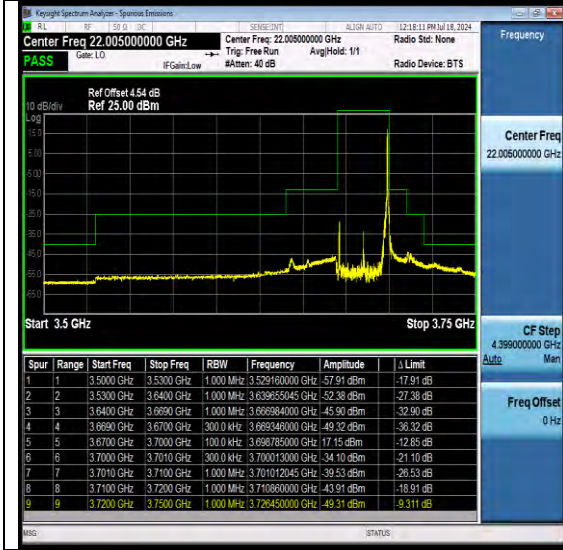 Keysight Spectrum Analyzer - Spurious Emissions
RL RF 50 Ω DC SENSE:INT ALIGN AUTO 12:18:11 PM Jul 18, 2024
Center Freq 22.005000000 GHz Center Freq: 22.005000000 GHz Radio Std: None
Trig: Free Run Avg|Hold: 1/1
PASS Gate: LO IFGain:Low #Atten: 40 dB Radio Device: BTS
Frequency
Ref Offset 4.54 dB
10 dB/div Ref 25.00 dBm
Log
15.0
5.00
-5.00
-15.0
-25.0
-35.0
-45.0
-55.0
-65.0
Start 3.5 GHz Stop 3.75 GHz
Center Freq
22.005000000 GHz
CF Step
4.399000000 GHz
Auto Man
Freq Offset
0 Hz
Spur Range Start Freq Stop Freq RBW Frequency Amplitude Δ Limit
1 1 3.5000 GHz 3.5300 GHz 1.000 MHz 3.529160000 GHz -57.91 dBm -17.91 dB
2 2 3.5300 GHz 3.6400 GHz 1.000 MHz 3.639655045 GHz -52.38 dBm -27.38 dB
3 3 3.6400 GHz 3.6690 GHz 1.000 MHz 3.666984000 GHz -45.90 dBm -32.90 dB
4 4 3.6690 GHz 3.6700 GHz 300.0 kHz 3.669346000 GHz -49.32 dBm -36.32 dB
5 5 3.6700 GHz 3.7000 GHz 100.0 kHz 3.698785000 GHz 17.15 dBm -12.85 dB
6 6 3.7000 GHz 3.7010 GHz 300.0 kHz 3.700013000 GHz -34.10 dBm -21.10 dB
7 7 3.7010 GHz 3.7100 GHz 1.000 MHz 3.701012045 GHz -39.53 dBm -26.53 dB
8 8 3.7100 GHz 3.7200 GHz 1.000 MHz 3.710860000 GHz -43.91 dBm -18.91 dB
9 9 3.7200 GHz 3.7500 GHz 1.000 MHz 3.726450000 GHz -49.31 dBm -9.311 dB
MSG STATUS